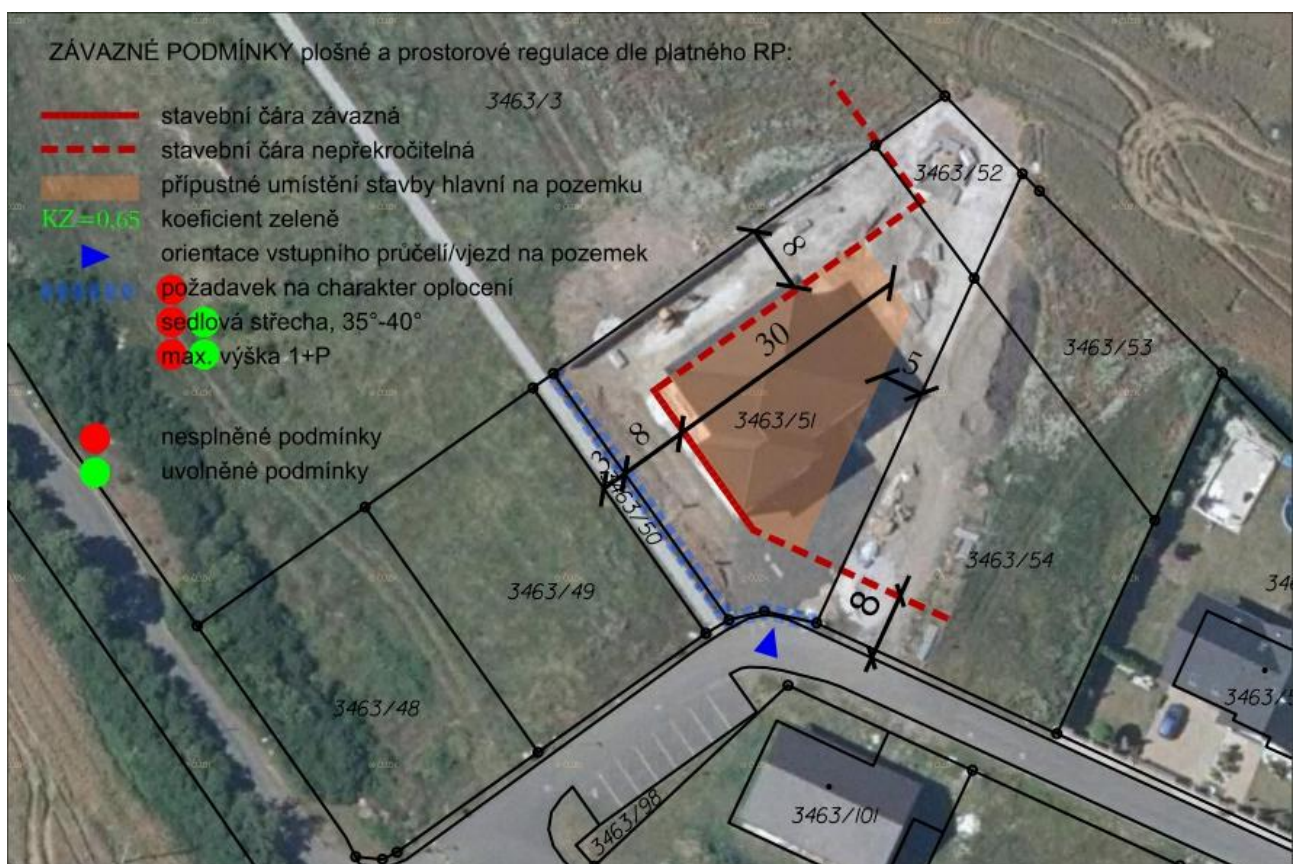 ZÁVAZNÉ PODMÍNKY plošné a prostorové regulace dle platného RP:
stavební čára závazná
stavební čára nepřekročitelná
přípustné umístění stavby hlavní na pozemku
KZ=0,65 koeficient zeleně
orientace vstupního průčelí/vjezd na pozemek
požadavek na charakter oplocení
sedlová střecha, 35°-40°
max. výška 1+P
nesplněné podmínky
uvolněné podmínky
3463/3
3463/52
8
30
3463/53
5
3463/51
8
3
3463/50
3463/54
3463/49
8
3463/48
3463/98
3463/101